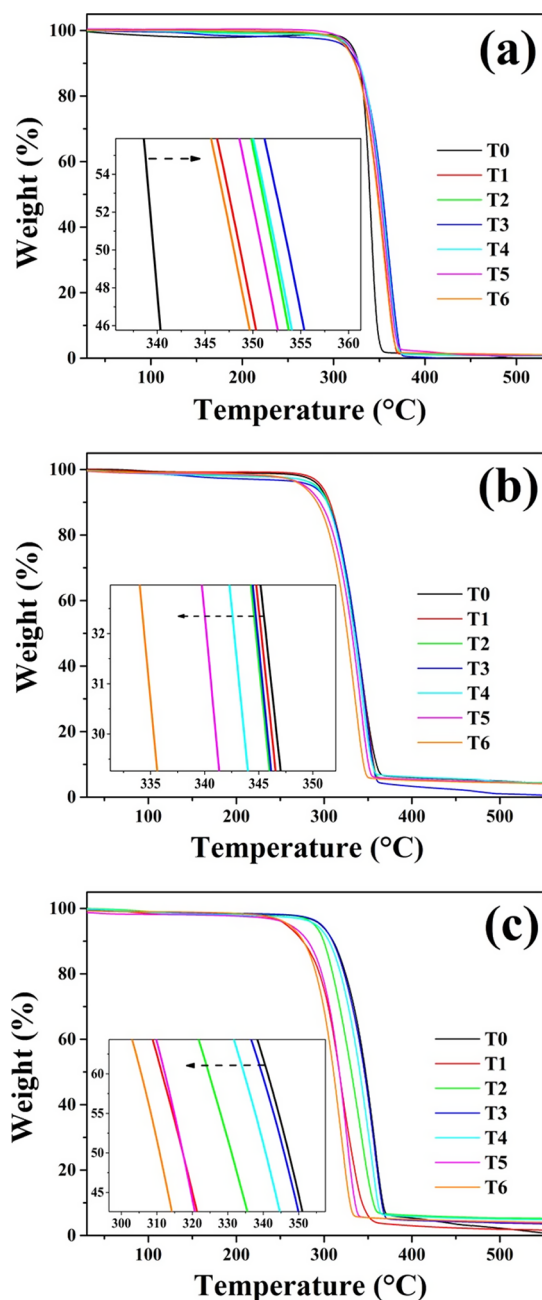 (a)
Weight (%)
100
80
60
40
20
0
54
52
50
48
46
340
345
350
355
360
T0
T1
T2
T3
T4
T5
T6
100
200
300
400
500
Temperature (°C)
(b)
Weight (%)
100
80
60
40
20
0
32
31
30
29
335
340
345
350
T0
T1
T2
T3
T4
T5
T6
100
200
300
400
500
Temperature (°C)
(c)
Weight (%)
100
80
60
40
20
0
60
55
50
45
300
310
320
330
340
350
T0
T1
T2
T3
T4
T5
T6
100
200
300
400
500
Temperature (°C)